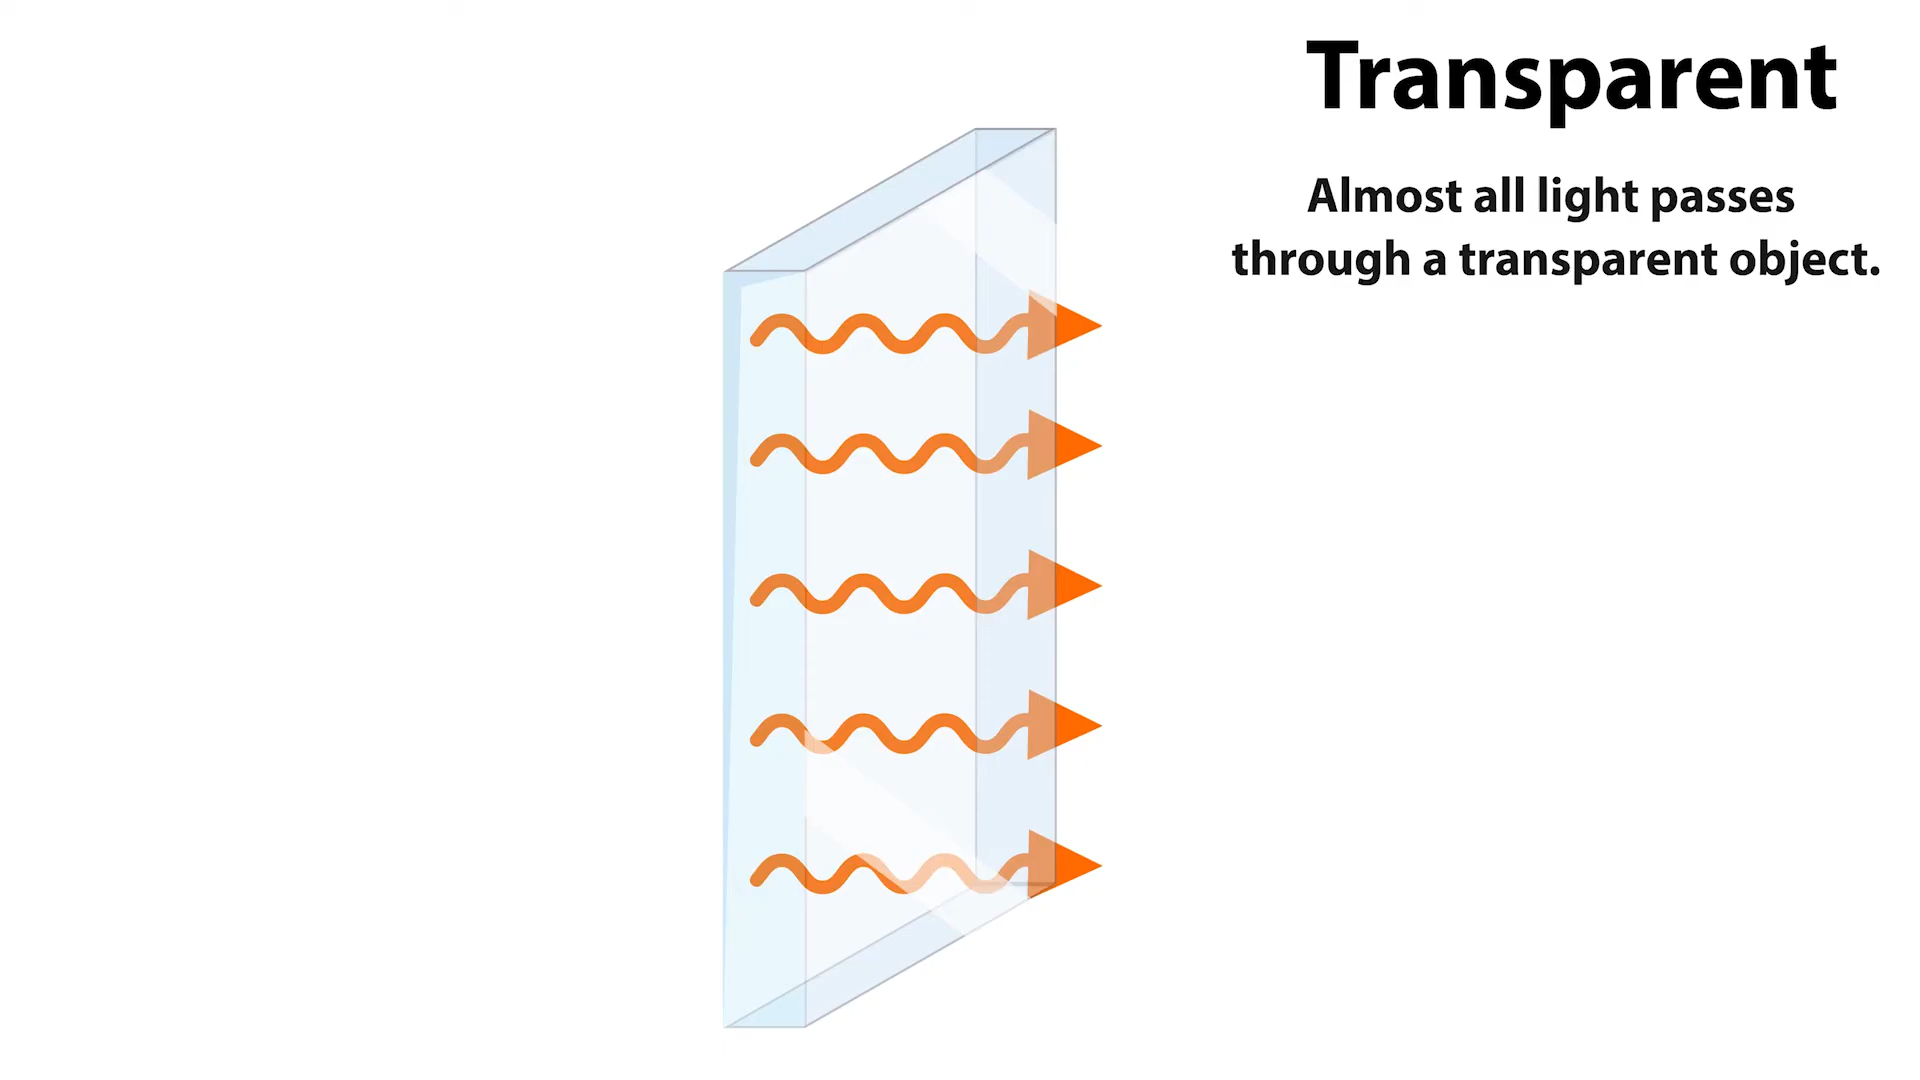 Transparent
Almost all light passes
through a transparent object.